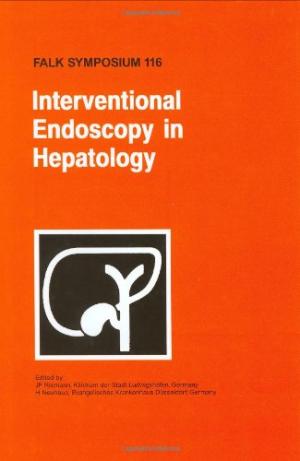 FALK SYMPOSIUM 116
Interventional
Endoscopy in
Hepatology
Edited by
JF Riemann, Klinikum der Stadt Ludwigshafen, Germany
H Neuhaus, Evangelisches Krankenhaus Düsseldorf, Germany